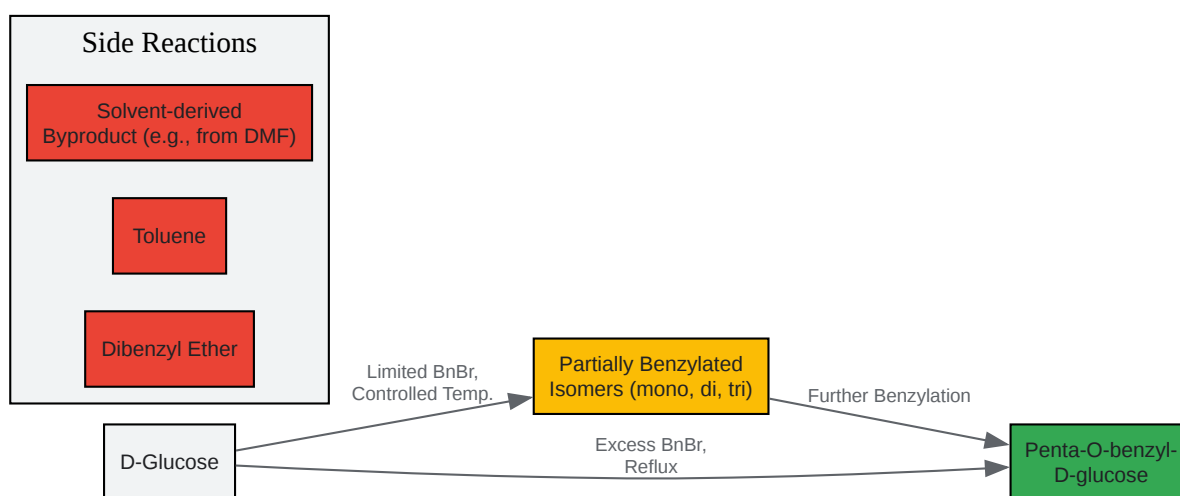 Side Reactions
Solvent-derived
Byproduct (e.g., from DMF)
Toluene
Dibenzyl Ether
D-Glucose
Limited BnBr,
Controlled Temp.
Partially Benzylated
Isomers (mono, di, tri)
Further Benzylation
Excess BnBr,
Reflux
Penta-O-benzyl-
D-glucose